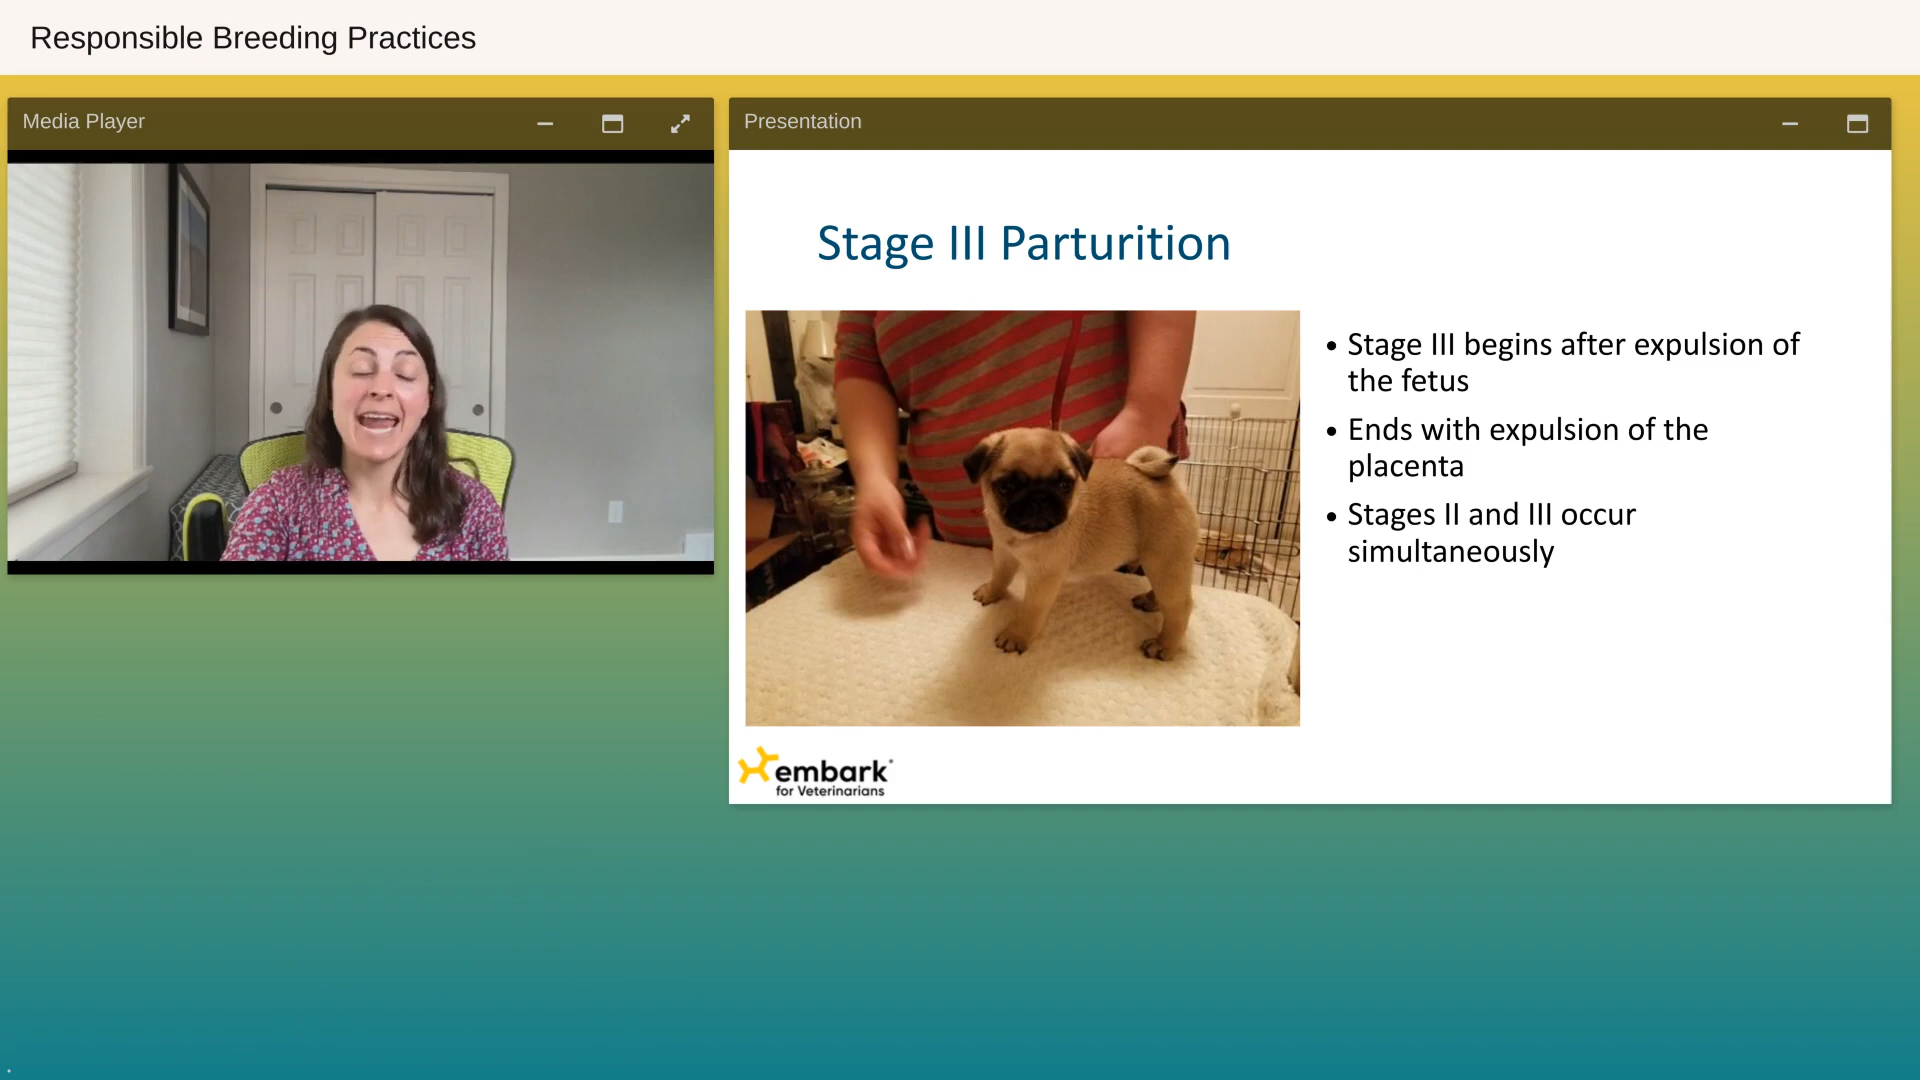 Responsible Breeding Practices
Media Player
Presentation
Stage III Parturition
• Stage III begins after expulsion of
the fetus
• Ends with expulsion of the
placenta
• Stages II and III occur
simultaneously
embark
for Veterinarians